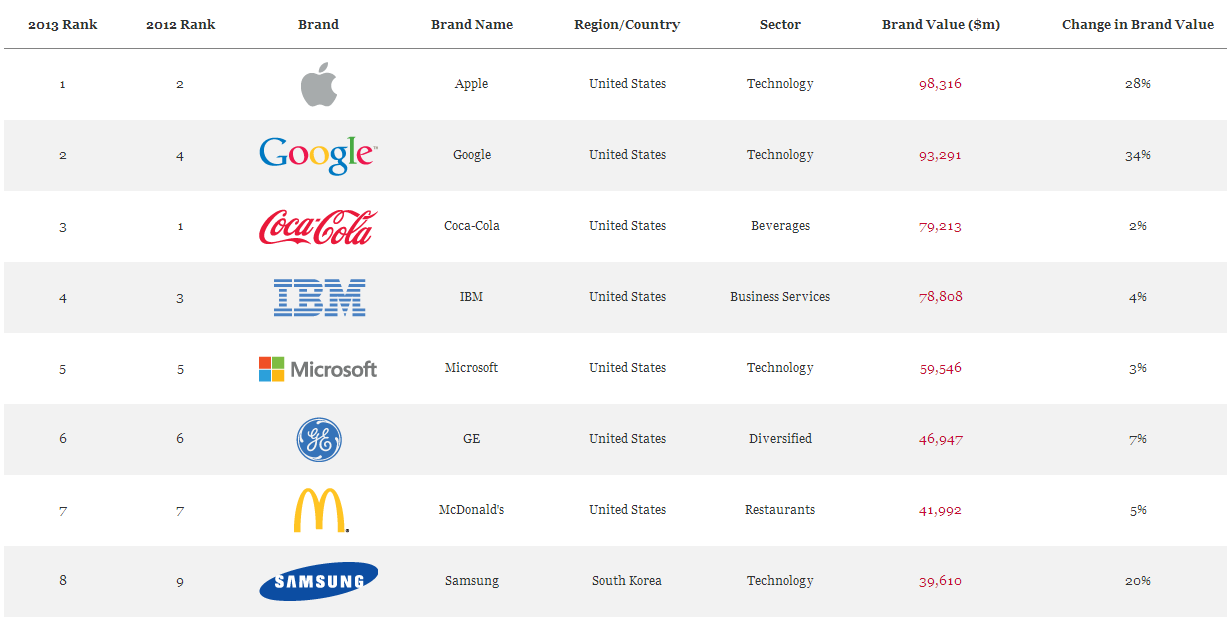 2013 Rank 2012 Rank Brand Brand Name Region/Country Sector Brand Value ($m) Change in Brand Value
1 2 Apple United States Technology 98,316 28%
2 4 Google™ Google United States Technology 93,291 34%
3 1 Coca-Cola Coca-Cola United States Beverages 79,213 2%
4 3 IBM IBM United States Business Services 78,808 4%
5 5 Microsoft Microsoft United States Technology 59,546 3%
6 6 GE GE United States Diversified 46,947 7%
7 7 M McDonald's United States Restaurants 41,992 5%
8 9 SAMSUNG Samsung South Korea Technology 39,610 20%